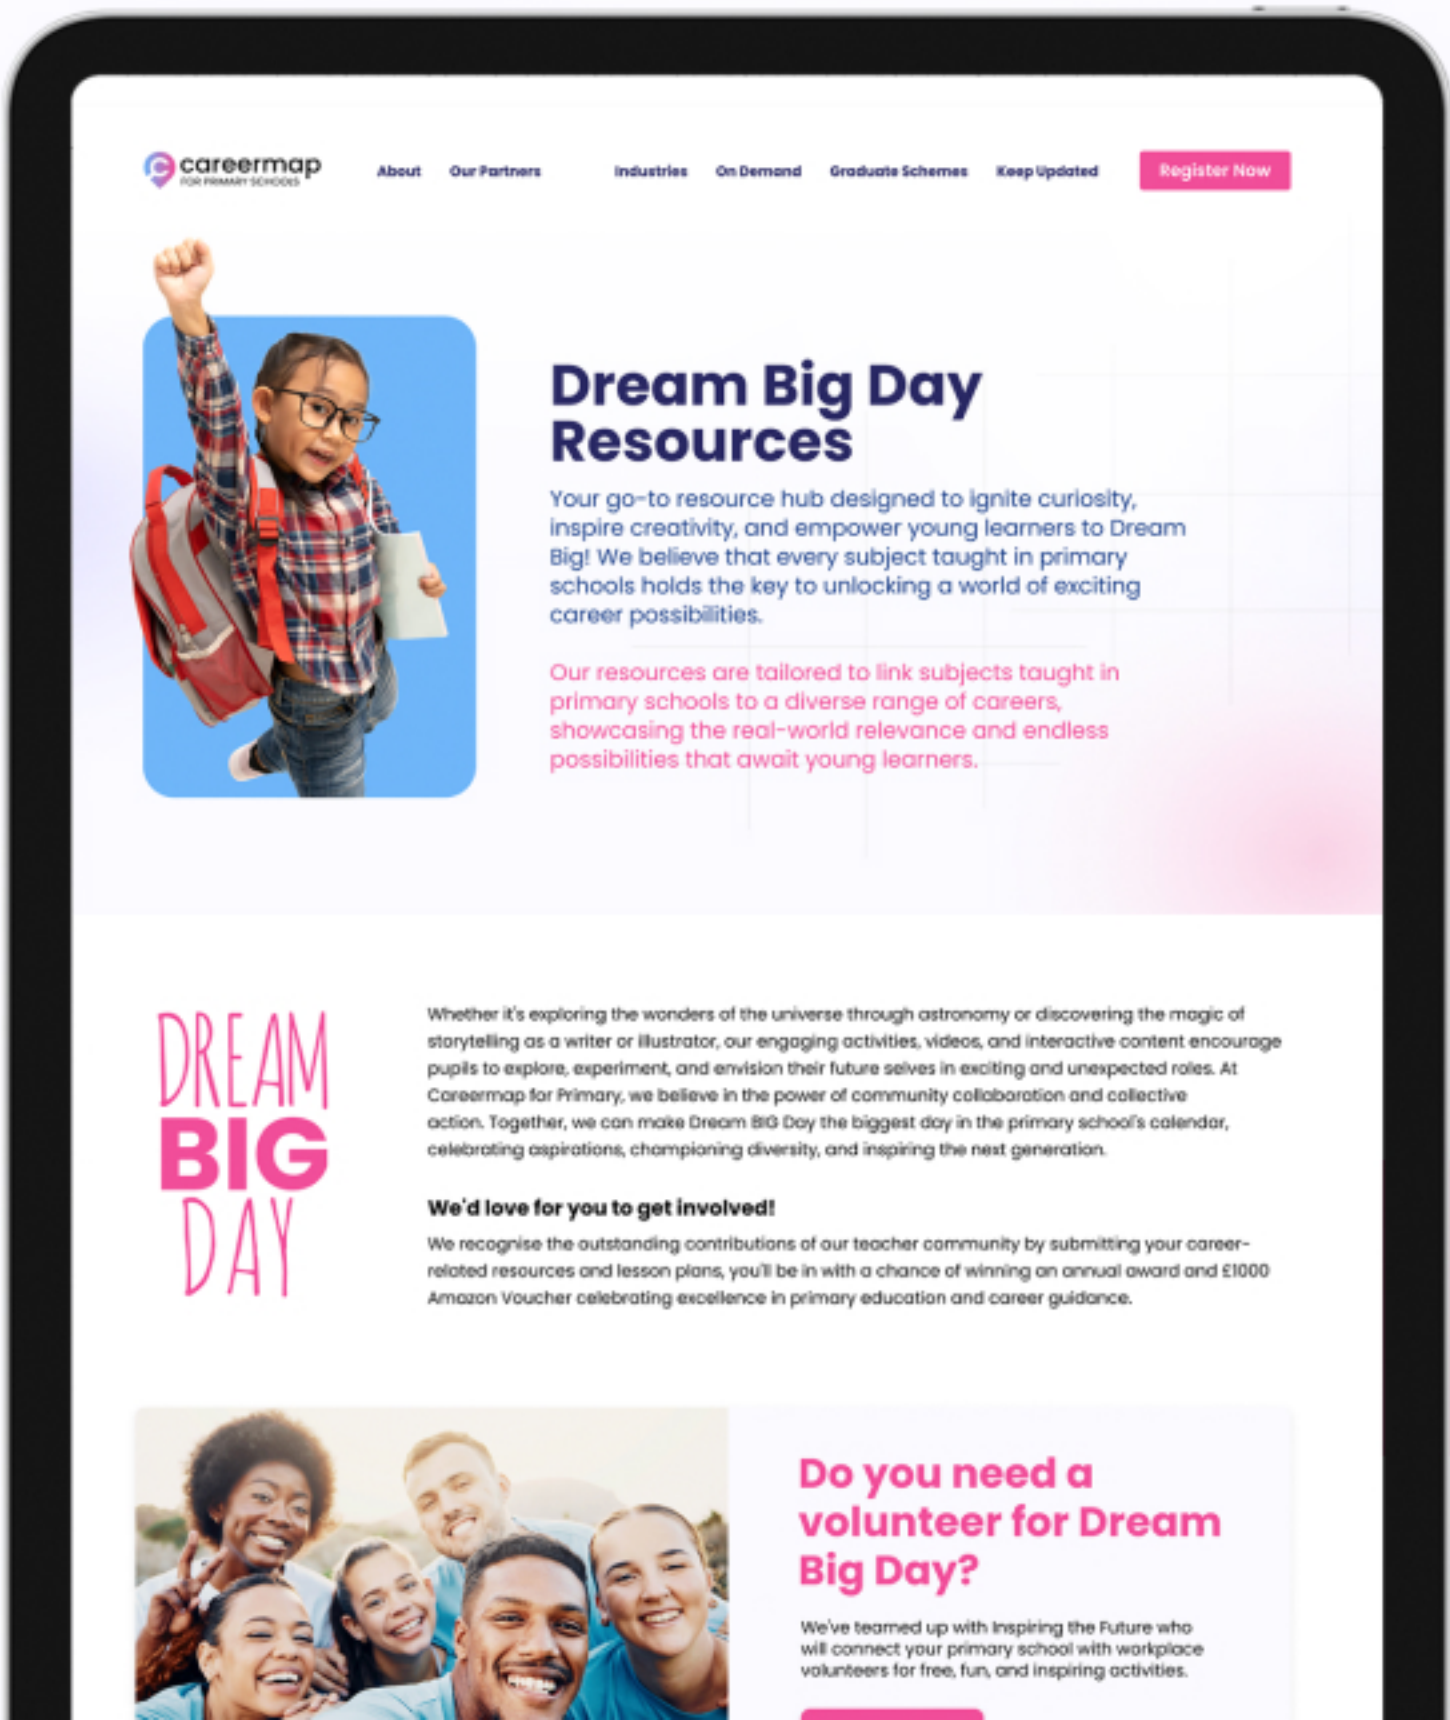 careermap
FOR PRIMARY SCHOOLS
About
Our Partners
Industries
On Demand
Graduate Schemes
Keep Updated
Register Now
Dream Big Day
Resources
Your go-to resource hub designed to ignite curiosity,
inspire creativity, and empower young learners to Dream
Big! We believe that every subject taught in primary
schools holds the key to unlocking a world of exciting
career possibilities.
Our resources are tailored to link subjects taught in
primary schools to a diverse range of careers,
showcasing the real-world relevance and endless
possibilities that await young learners.
DREAM
BIG
DAY
Whether it's exploring the wonders of the universe through astronomy or discovering the magic of
storytelling as a writer or illustrator, our engaging activities, videos, and interactive content encourage
pupils to explore, experiment, and envision their future selves in exciting and unexpected roles. At
Careermap for Primary, we believe in the power of community collaboration and collective
action. Together, we can make Dream BIG Day the biggest day in the primary school's calendar,
celebrating aspirations, championing diversity, and inspiring the next generation.
We'd love for you to get involved!
We recognise the outstanding contributions of our teacher community by submitting your career-
related resources and lesson plans, you'll be in with a chance of winning an annual award and £1000
Amazon Voucher celebrating excellence in primary education and career guidance.
Do you need a
volunteer for Dream
Big Day?
We've teamed up with Inspiring the Future who
will connect your primary school with workplace
volunteers for free, fun, and inspiring activities.